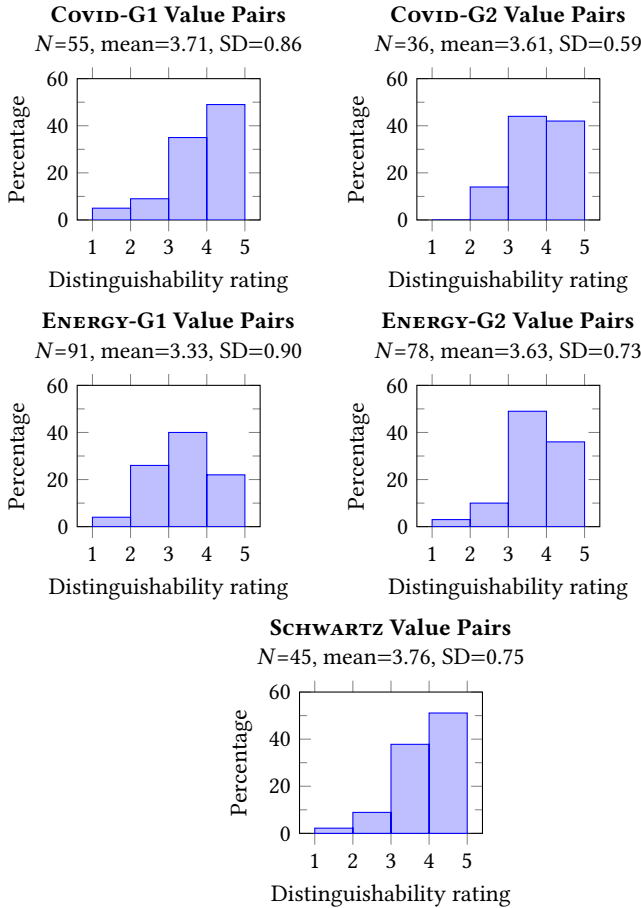 COVID-G1 Value Pairs
N=55, mean=3.71, SD=0.86
60
40
20
0
Percentage
1 2 3 4 5
Distinguishability rating
COVID-G2 Value Pairs
N=36, mean=3.61, SD=0.59
60
40
20
0
Percentage
1 2 3 4 5
Distinguishability rating
ENERGY-G1 Value Pairs
N=91, mean=3.33, SD=0.90
60
40
20
0
Percentage
1 2 3 4 5
Distinguishability rating
ENERGY-G2 Value Pairs
N=78, mean=3.63, SD=0.73
60
40
20
0
Percentage
1 2 3 4 5
Distinguishability rating
SCHWARTZ Value Pairs
N=45, mean=3.76, SD=0.75
60
40
20
0
Percentage
1 2 3 4 5
Distinguishability rating